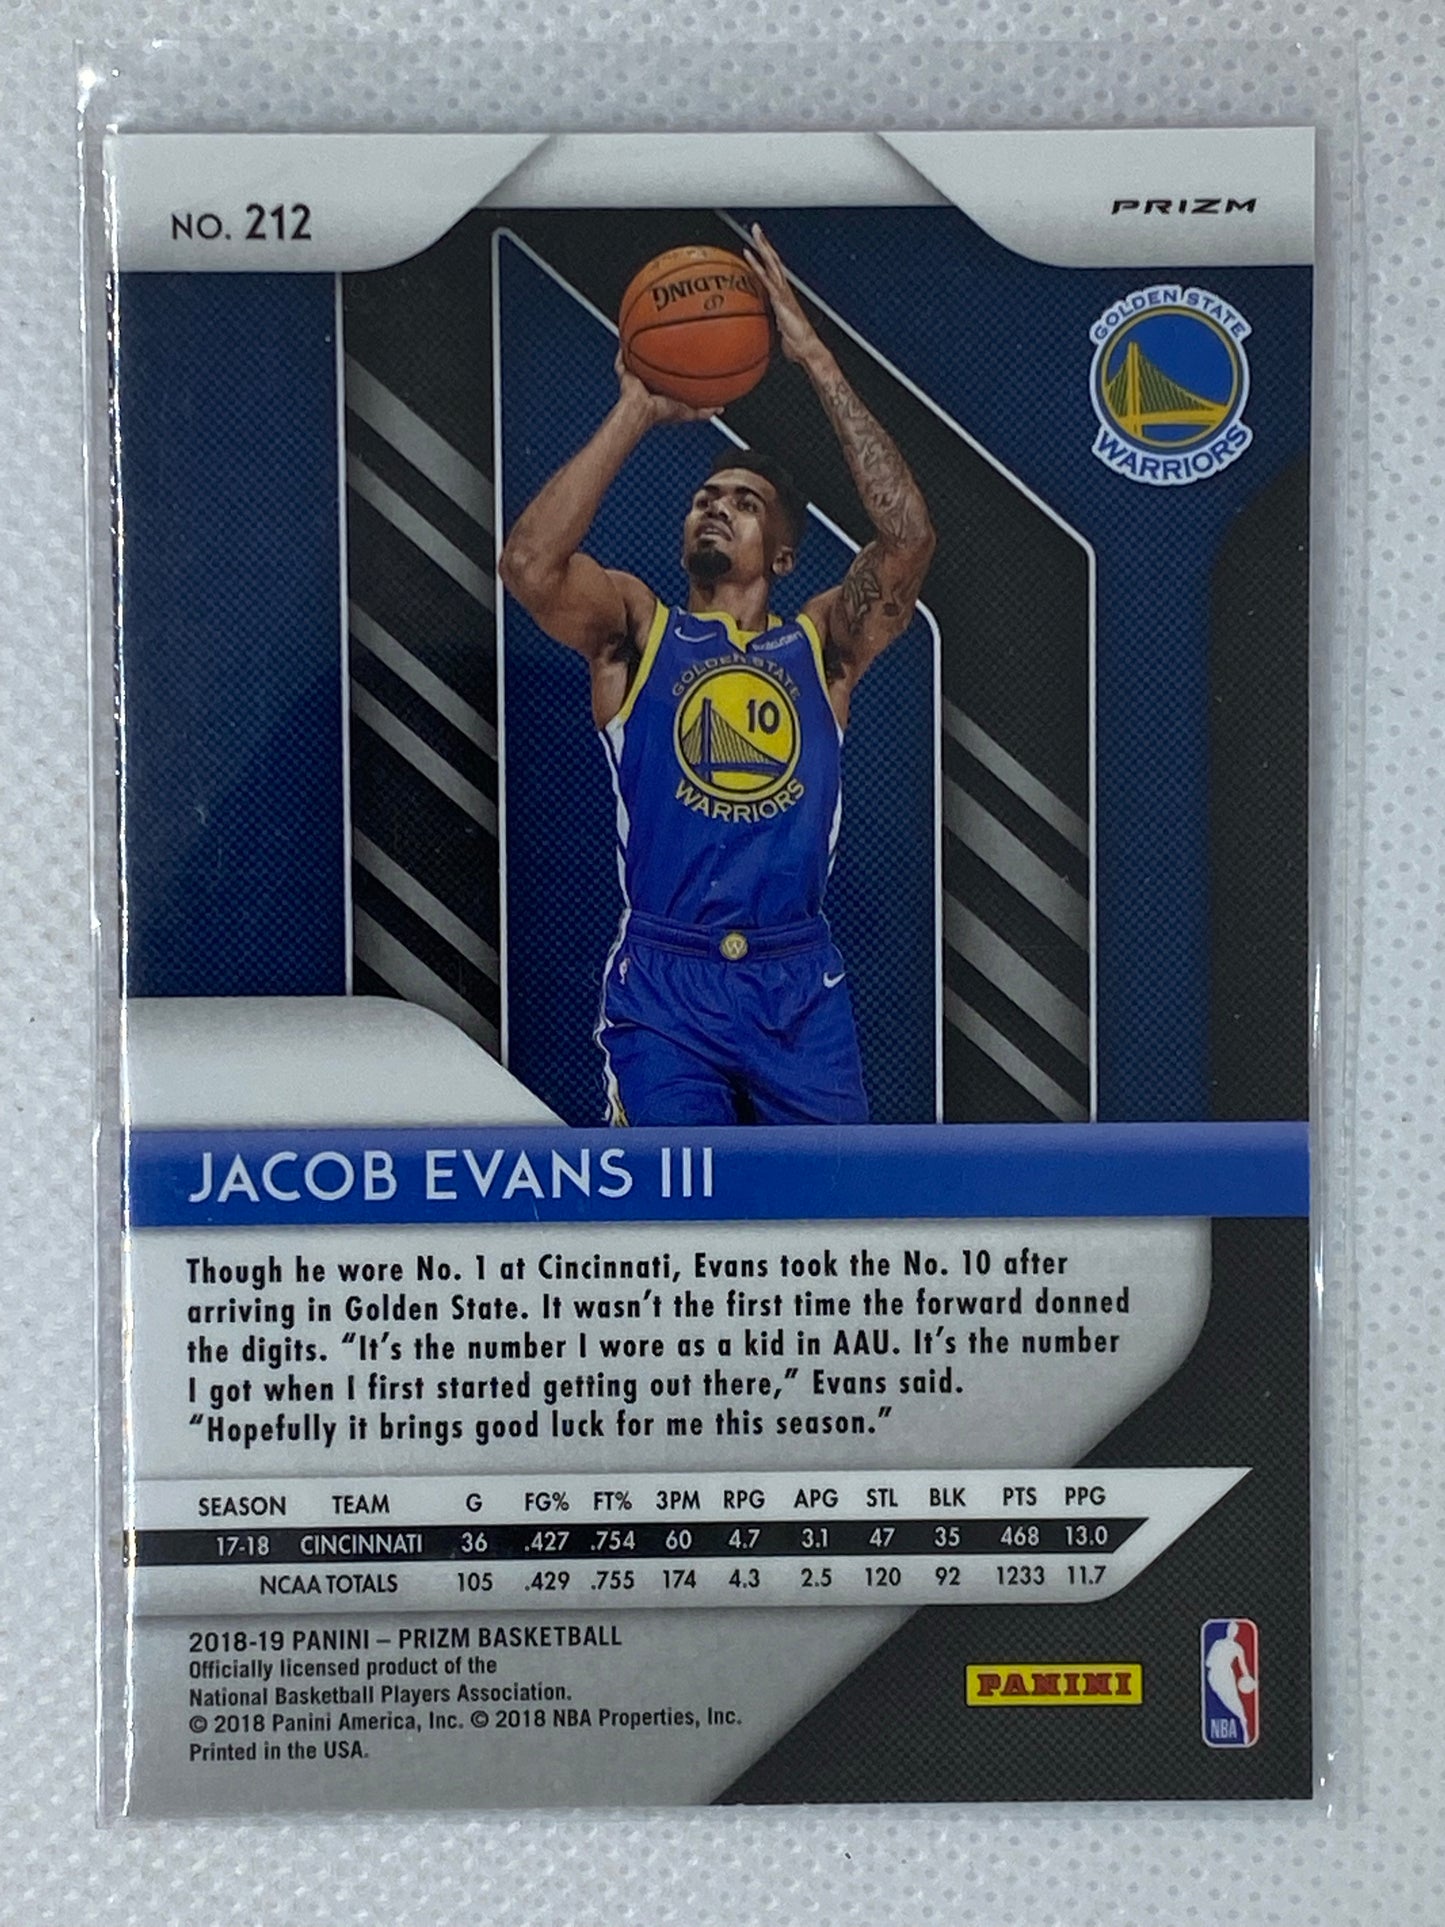 NO. 212
PRIZM
SPALDING
GOLDEN STATE
WARRIORS
GOLDEN STATE
10
WARRIORS
JACOB EVANS III
Though he wore No. 1 at Cincinnati, Evans took the No. 10 after
arriving in Golden State. It wasn't the first time the forward donned
the digits. "It's the number I wore as a kid in AAU. It's the number
I got when I first started getting out there," Evans said.
"Hopefully it brings good luck for me this season."
SEASON TEAM G FG% FT% 3PM RPG APG STL BLK PTS PPG
17-18 CINCINNATI 36 .427 .754 60 4.7 3.1 47 35 468 13.0
NCAA TOTALS 105 .429 .755 174 4.3 2.5 120 92 1233 11.7
2018-19 PANINI – PRIZM BASKETBALL
Officially licensed product of the
National Basketball Players Association.
© 2018 Panini America, Inc. © 2018 NBA Properties, Inc.
Printed in the USA.
PANINI
NBA